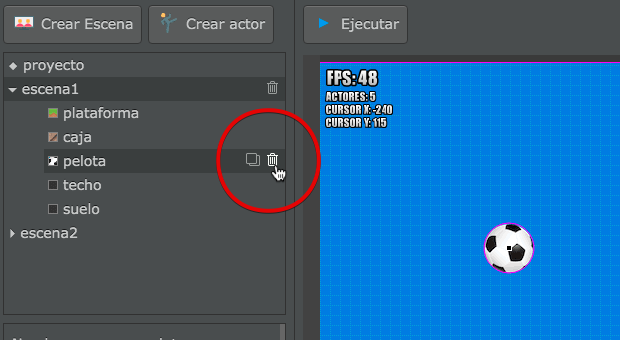 Crear Escena
Crear actor
Ejecutar
proyecto
escena1
plataforma
caja
pelota
techo
suelo
escena2
FPS: 48
ACTORES: 5
CURSOR X: -240
CURSOR Y: 115